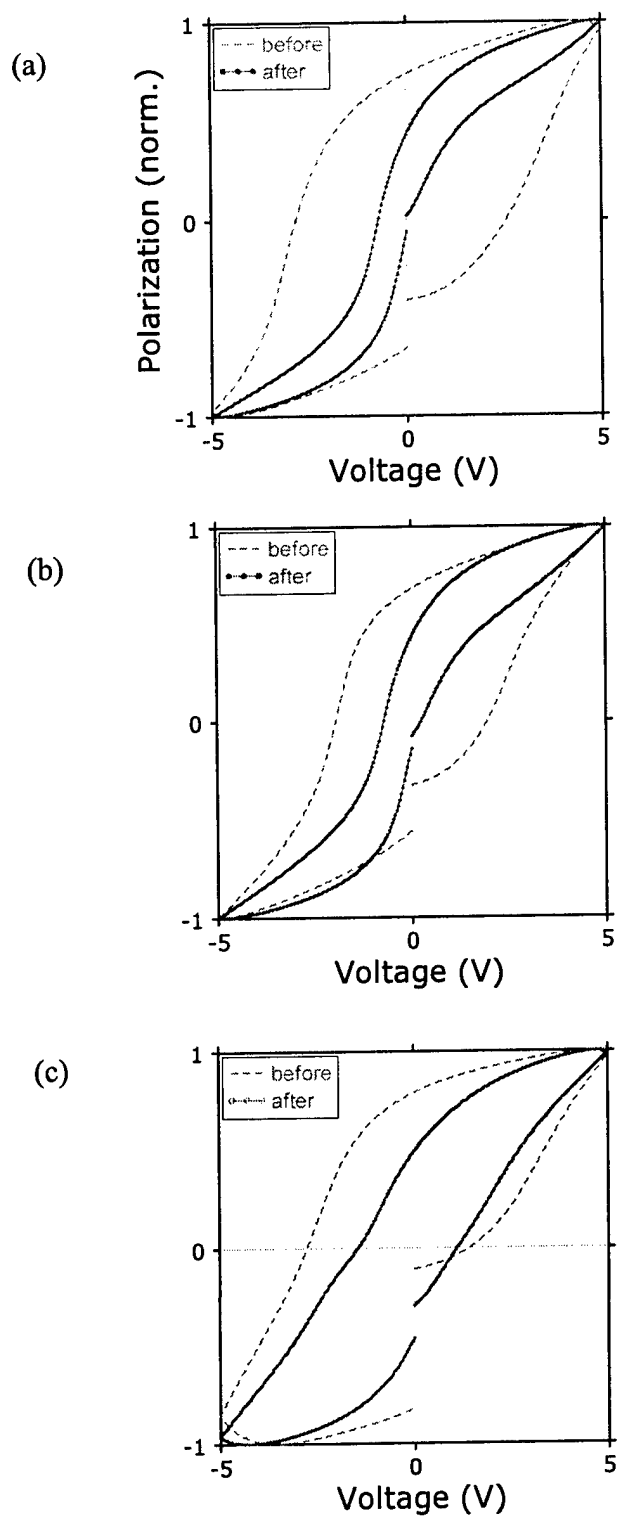 (a)
1
before
after
Polarization (norm.)
0
-1
-5
0
5
Voltage (V)
(b)
1
before
after
0
-1
-5
0
5
Voltage (V)
(c)
1
before
after
0
-1
-5
0
5
Voltage (V)